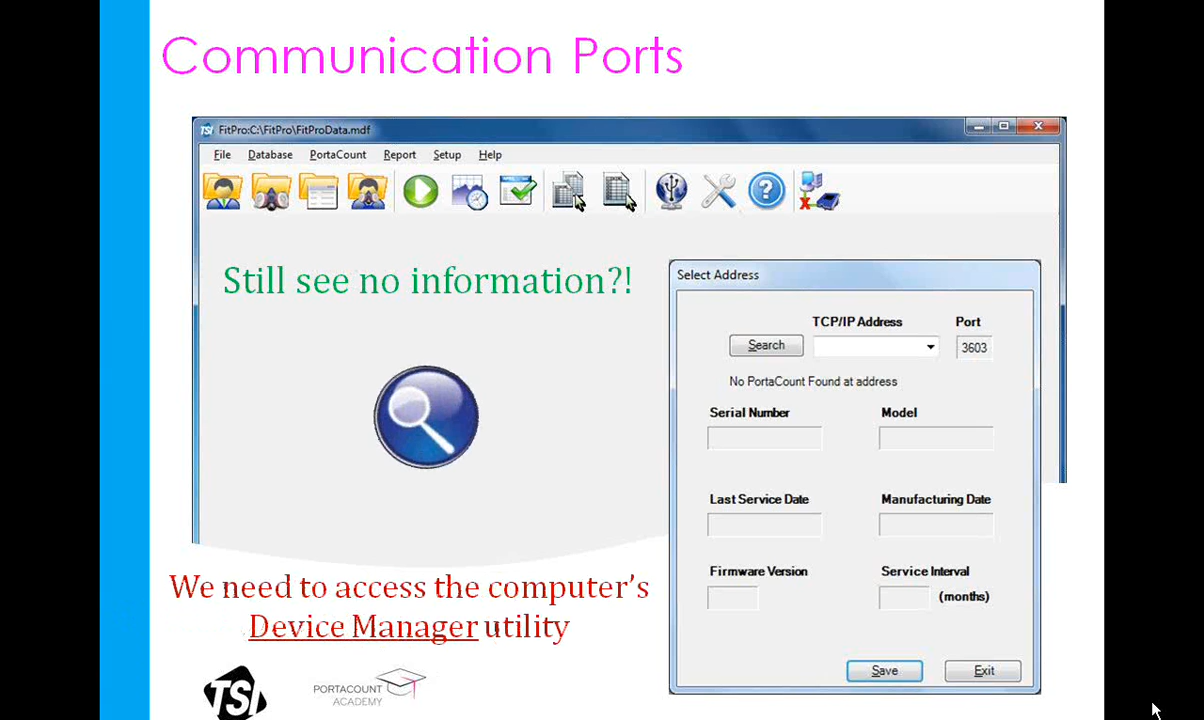 Communication Ports
TSI FitPro:C:\FitPro\FitProData.mdf
File Database PortaCount Report Setup Help
Still see no information?!
Select Address
TCP/IP Address Port
Search 3603
No PortaCount Found at address
Serial Number Model
Last Service Date Manufacturing Date
Firmware Version Service Interval
(months)
We need to access the computer's
Device Manager utility
Save Exit
TSI
PORTACOUNT
ACADEMY